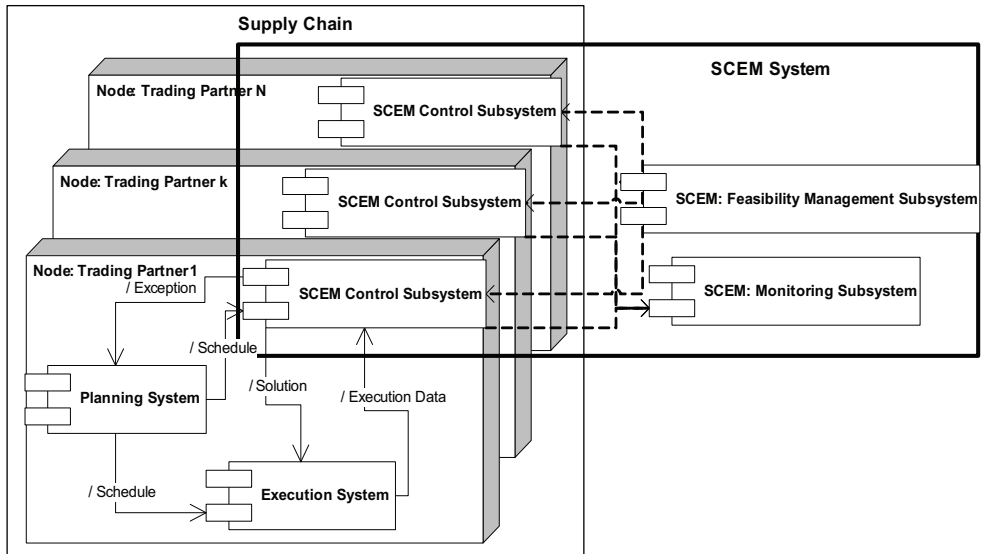 Supply Chain
SCEM System
Node: Trading Partner N
SCEM Control Subsystem
Node: Trading Partner k
SCEM Control Subsystem
SCEM: Feasibility Management Subsystem
Node: Trading Partner1
/ Exception
SCEM Control Subsystem
SCEM: Monitoring Subsystem
/ Schedule
/ Solution
/ Execution Data
Planning System
/ Schedule
Execution System